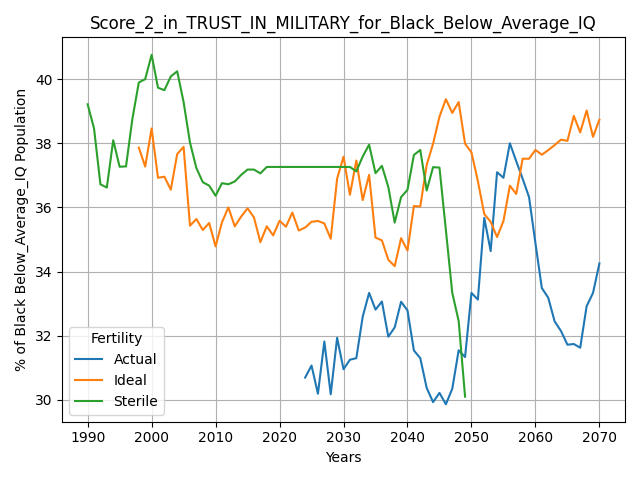 Score_2_in_TRUST_IN_MILITARY_for_Black_Below_Average_IQ
% of Black Below_Average_IQ Population
40
38
36
34
32
30
Fertility
Actual
Ideal
Sterile
1990 2000 2010 2020 2030 2040 2050 2060 2070
Years